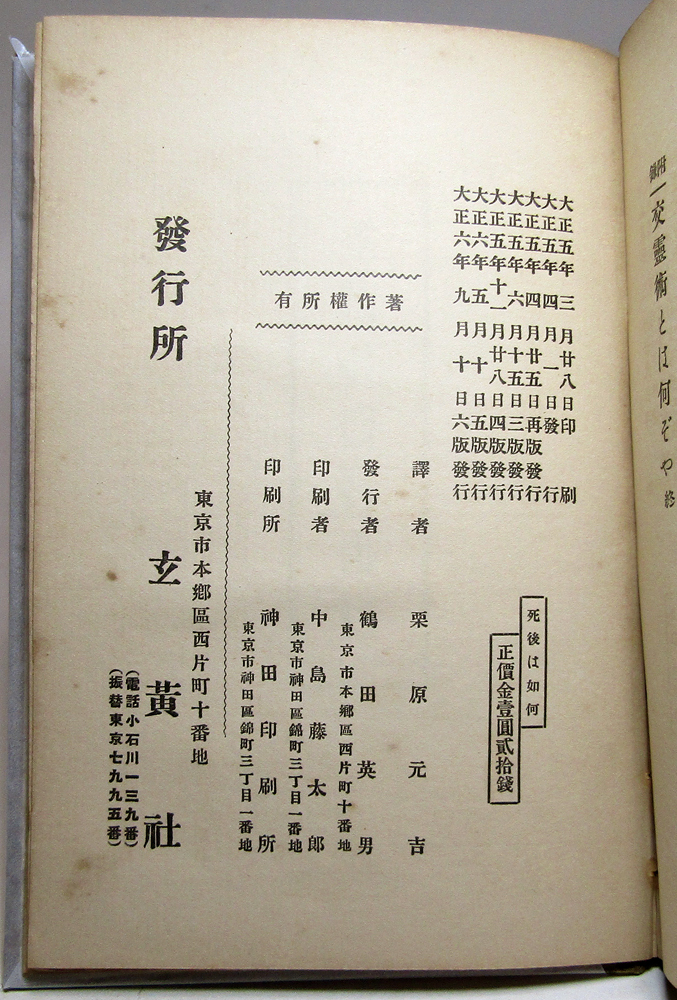 附録一交靈術とは何ぞや終
大正五年三月廿八日印刷
大正五年四月一日發行
大正五年四月廿五日再版發行
大正五年六月十五日三版發行
大正五年十一月廿八日四版發行
大正六年五月十日五版發行
大正六年九月十日六版發行
死後は如何
正價金壹圓貳拾錢
著作權所有
譯者 栗原元吉
東京市本鄕區西片町十番地
發行者 鶴田英男
東京市神田區錦町三丁目一番地
印刷者 中島藤太郎
東京市神田區錦町三丁目一番地
印刷所 神田印刷所
東京市本鄕區西片町十番地
發行所 玄黃社
(電話小石川一三九番)
(振替東京七九九五番)